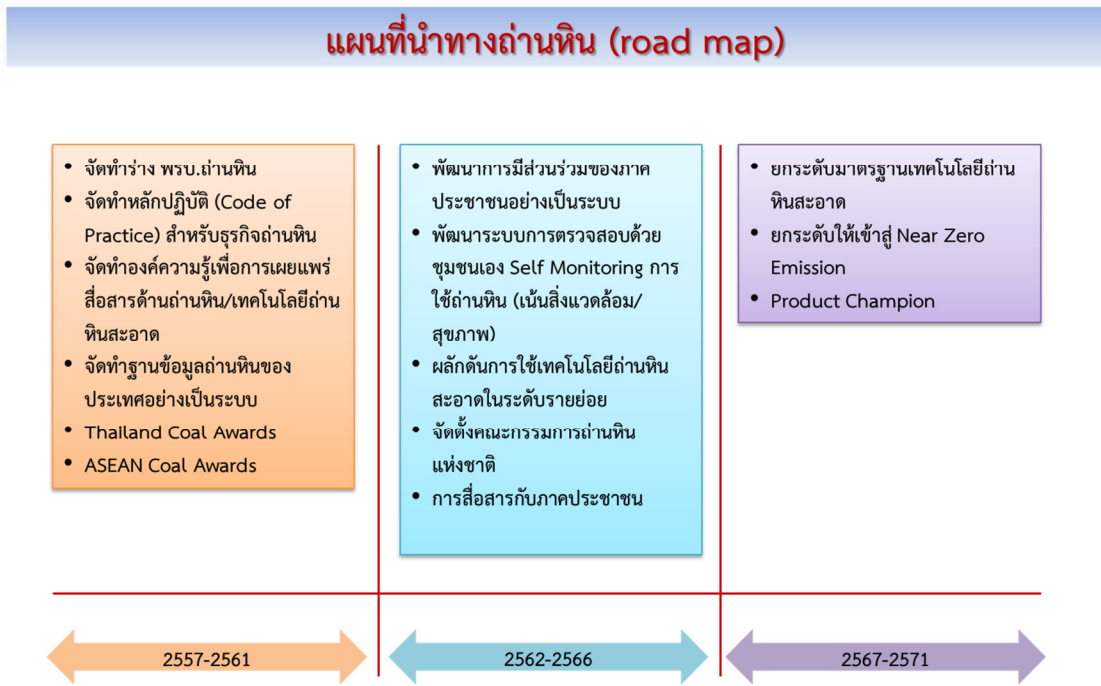 แผนที่นำทางถ่านหิน (road map)
• จัดทำร่าง พรบ.ถ่านหิน
• จัดทำหลักปฏิบัติ (Code of
Practice) สำหรับธุรกิจถ่านหิน
• จัดทำองค์ความรู้เพื่อการเผยแพร่
สื่อสารด้านถ่านหิน/เทคโนโลยีถ่าน
หินสะอาด
• จัดทำฐานข้อมูลถ่านหินของ
ประเทศอย่างเป็นระบบ
• Thailand Coal Awards
• ASEAN Coal Awards
• พัฒนาการมีส่วนร่วมของภาค
ประชาชนอย่างเป็นระบบ
• พัฒนาระบบการตรวจสอบด้วย
ชุมชนเอง Self Monitoring การ
ใช้ถ่านหิน (เน้นสิ่งแวดล้อม/
สุขภาพ)
• ผลักดันการใช้เทคโนโลยีถ่านหิน
สะอาดในระดับรายย่อย
• จัดตั้งคณะกรรมการถ่านหิน
แห่งชาติ
• การสื่อสารกับภาคประชาชน
• ยกระดับมาตรฐานเทคโนโลยีถ่าน
หินสะอาด
• ยกระดับให้เข้าสู่ Near Zero
Emission
• Product Champion
2557-2561
2562-2566
2567-2571